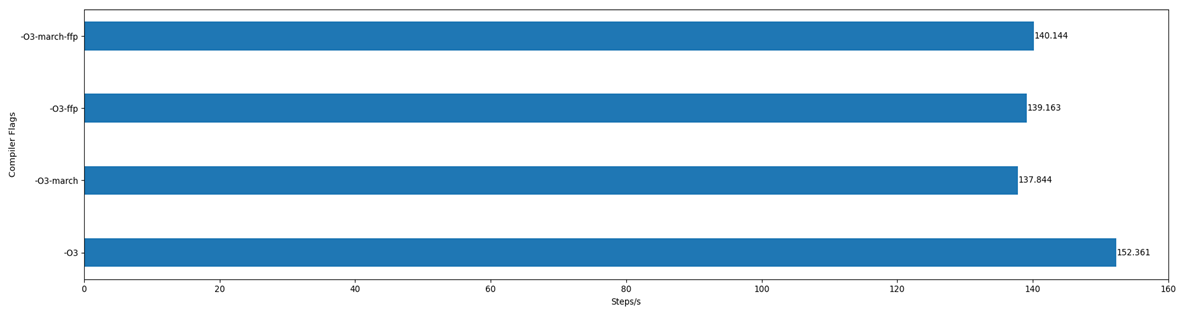 -O3-march-ffp
140.144
-O3-ffp
139.163
-O3-march
137.844
-O3
152.361
Compiler Flags
0 20 40 60 80 100 120 140 160
Steps/s